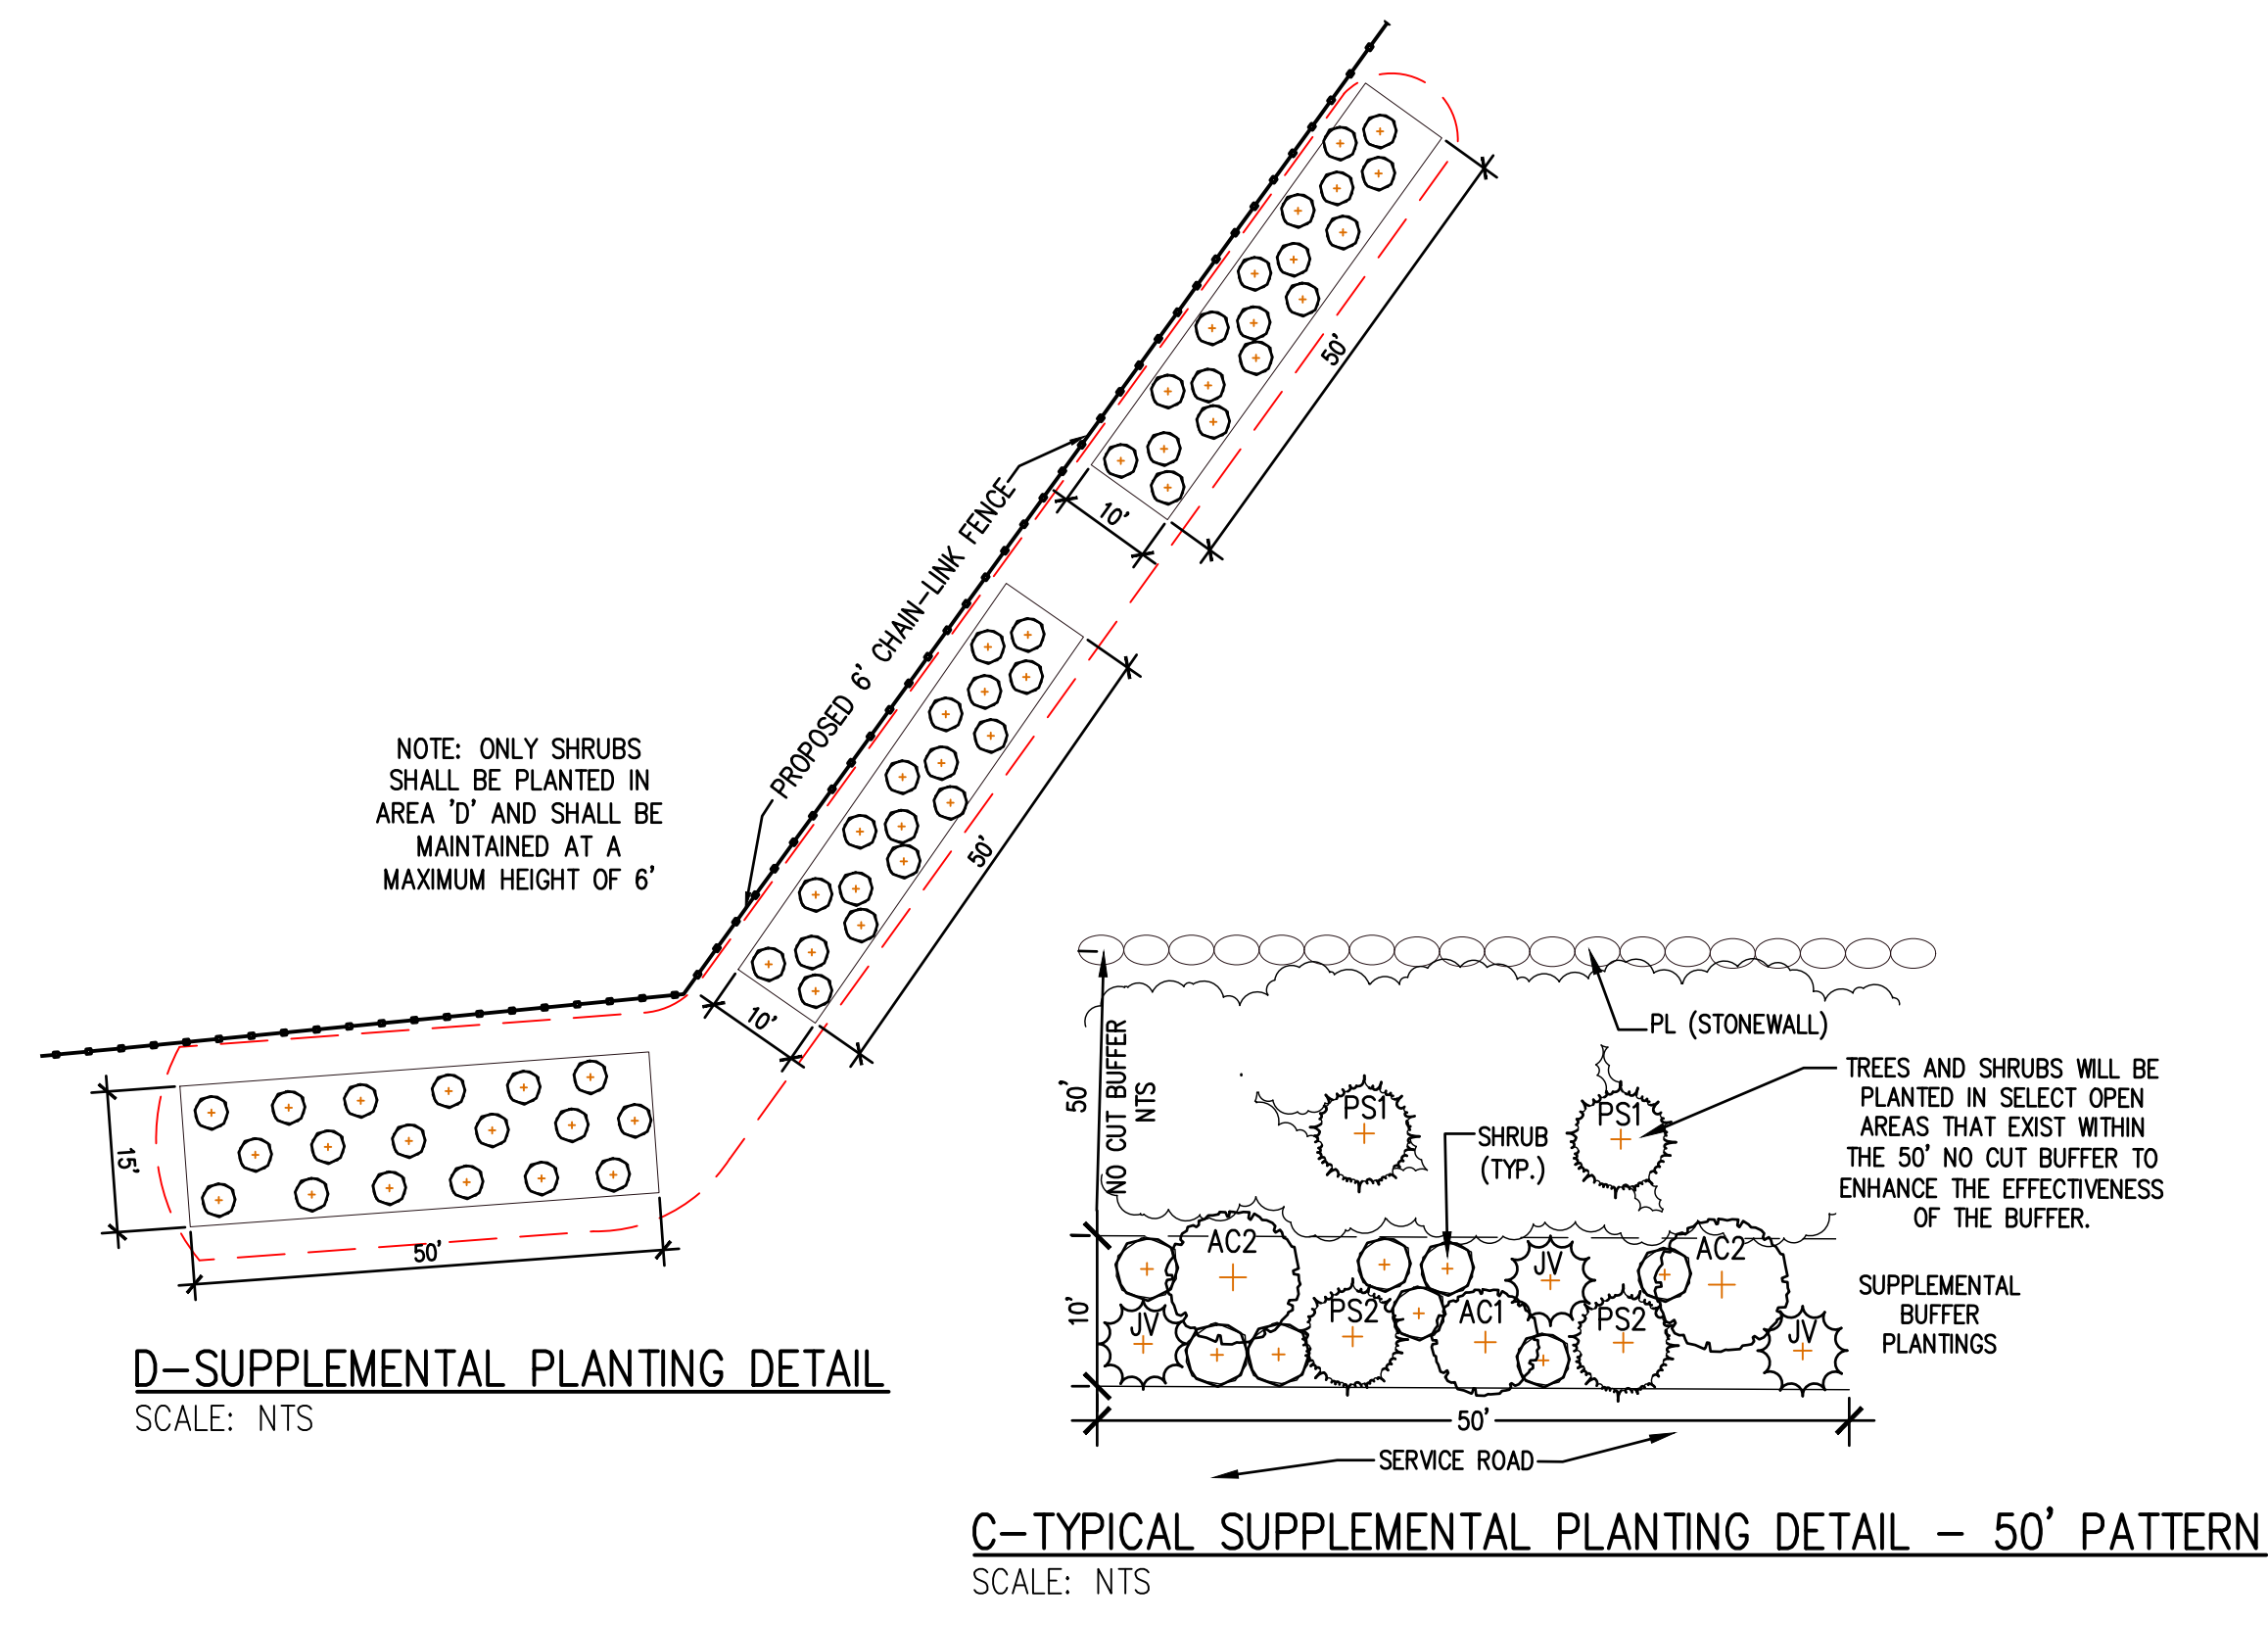 50'
10'
PROPOSED 6' CHAIN-LINK FENCE
50'
10'
NOTE: ONLY SHRUBS
SHALL BE PLANTED IN
AREA 'D' AND SHALL BE
MAINTAINED AT A
MAXIMUM HEIGHT OF 6'
15'
50'
D-SUPPLEMENTAL PLANTING DETAIL
SCALE: NTS
PL (STONEWALL)
50'
NO CUT BUFFER
NTS
PS1
PS1
SHRUB
(TYP.)
TREES AND SHRUBS WILL BE
PLANTED IN SELECT OPEN
AREAS THAT EXIST WITHIN
THE 50' NO CUT BUFFER TO
ENHANCE THE EFFECTIVENESS
OF THE BUFFER.
AC2
JV
AC2
10'
JV
PS2
AC1
PS2
JV
SUPPLEMENTAL
BUFFER
PLANTINGS
50'
SERVICE ROAD
C-TYPICAL SUPPLEMENTAL PLANTING DETAIL - 50' PATTERN
SCALE: NTS